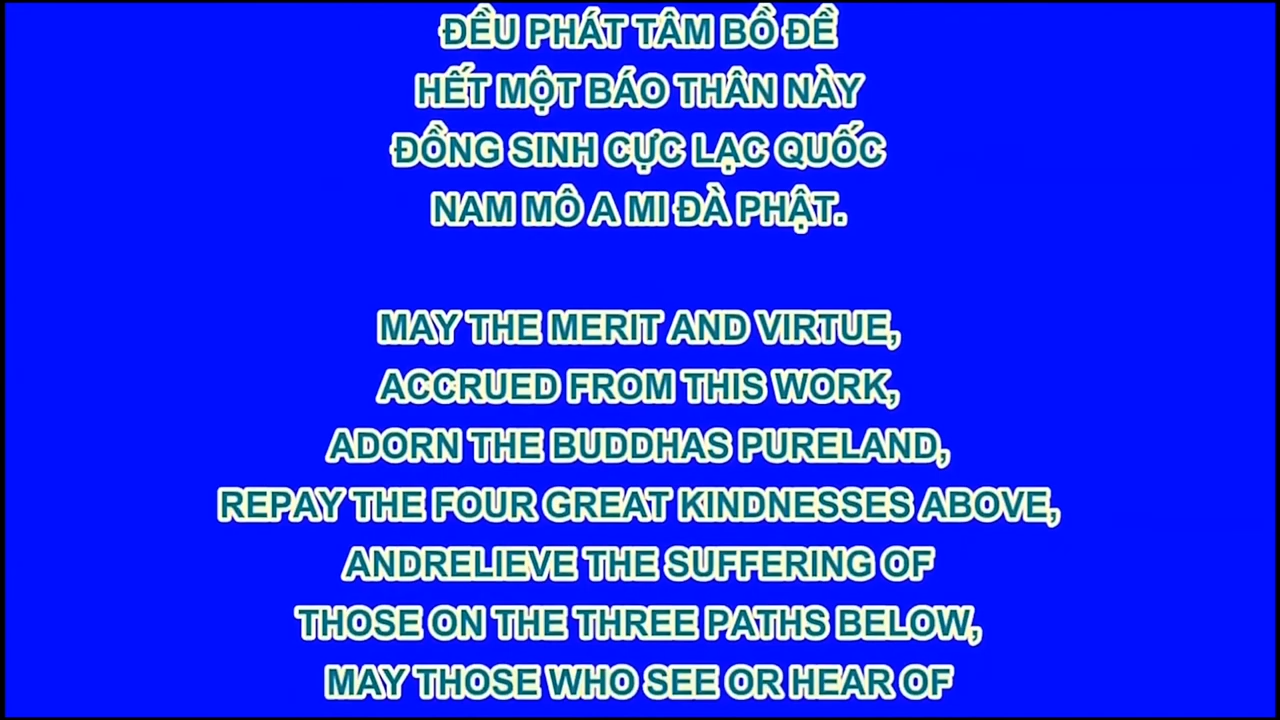 ĐỀU PHÁT TÂM BỒ ĐỀ
HẾT MỘT BÁO THÂN NÀY
ĐỒNG SINH CỰC LẠC QUỐC
NAM MÔ A MI ĐÀ PHẬT.
MAY THE MERIT AND VIRTUE,
ACCRUED FROM THIS WORK,
ADORN THE BUDDHAS PURELAND,
REPAY THE FOUR GREAT KINDNESSES ABOVE,
ANDRELIEVE THE SUFFERING OF
THOSE ON THE THREE PATHS BELOW,
MAY THOSE WHO SEE OR HEAR OF